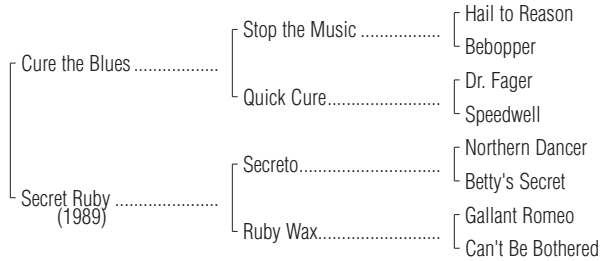 Hail to Reason
Stop the Music ..................
Bebopper
Cure the Blues ...................
Dr. Fager
Quick Cure.........................
Speedwell
Northern Dancer
Secreto...............................
Betty's Secret
Secret Ruby .......................
(1989)
Gallant Romeo
Ruby Wax...........................
Can't Be Bothered